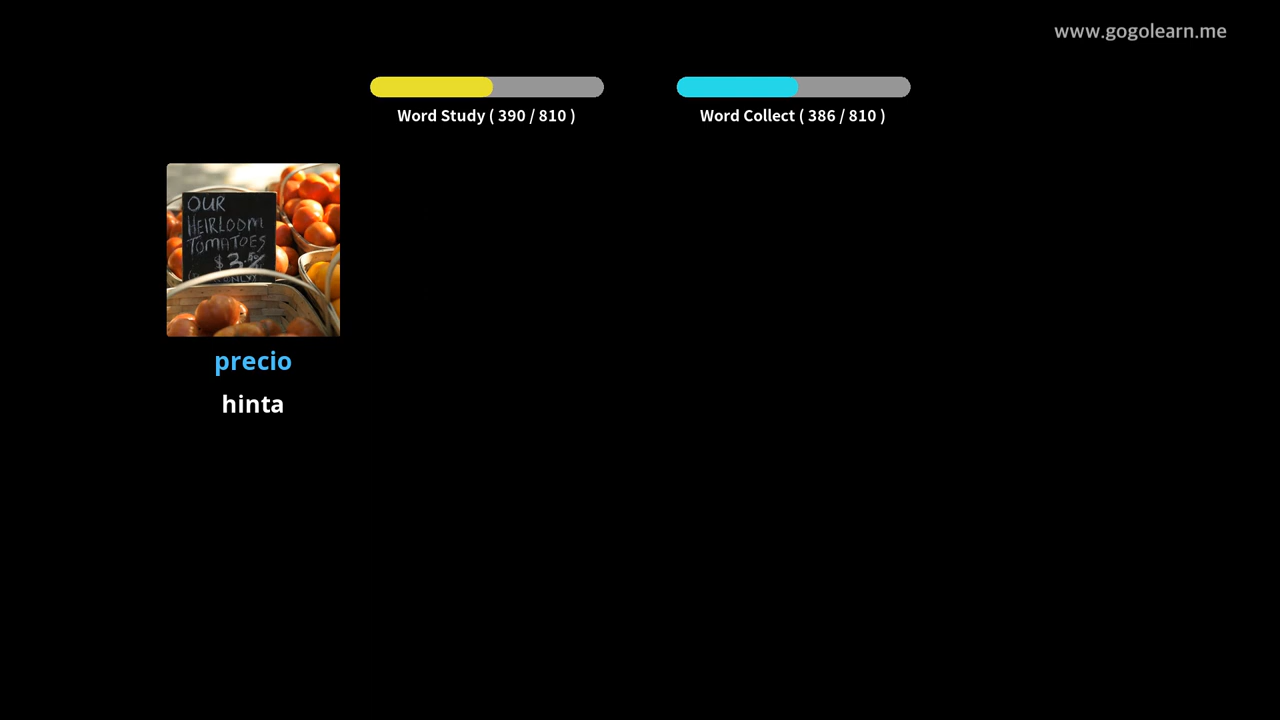 www.gogolearn.me
Word Study ( 390 / 810 )
Word Collect ( 386 / 810 )
OUR
HEIRLOOM
TOMATOES
precio
hinta